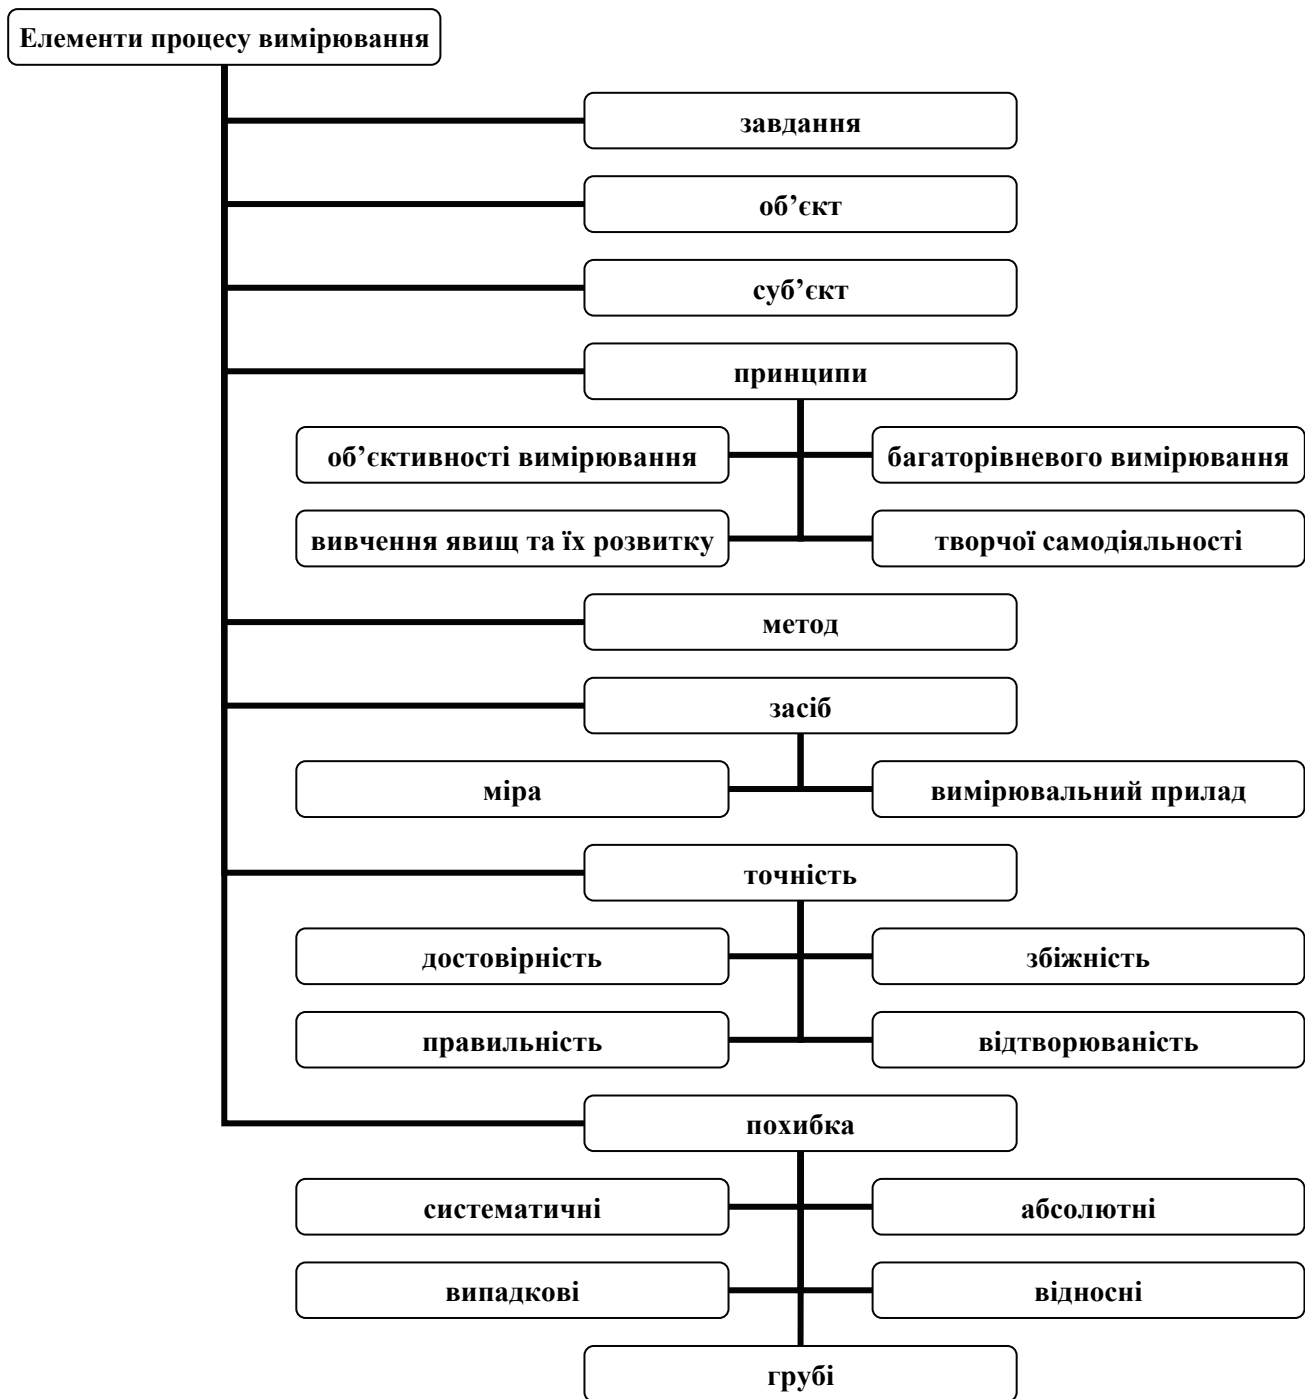 Елементи процесу вимірювання
завдання
об’єкт
суб’єкт
принципи
об’єктивності вимірювання
багаторівневого вимірювання
вивчення явищ та їх розвитку
творчої самодіяльності
метод
засіб
міра
вимірювальний прилад
точність
достовірність
збіжність
правильність
відтворюваність
похибка
систематичні
абсолютні
випадкові
відносні
грубі